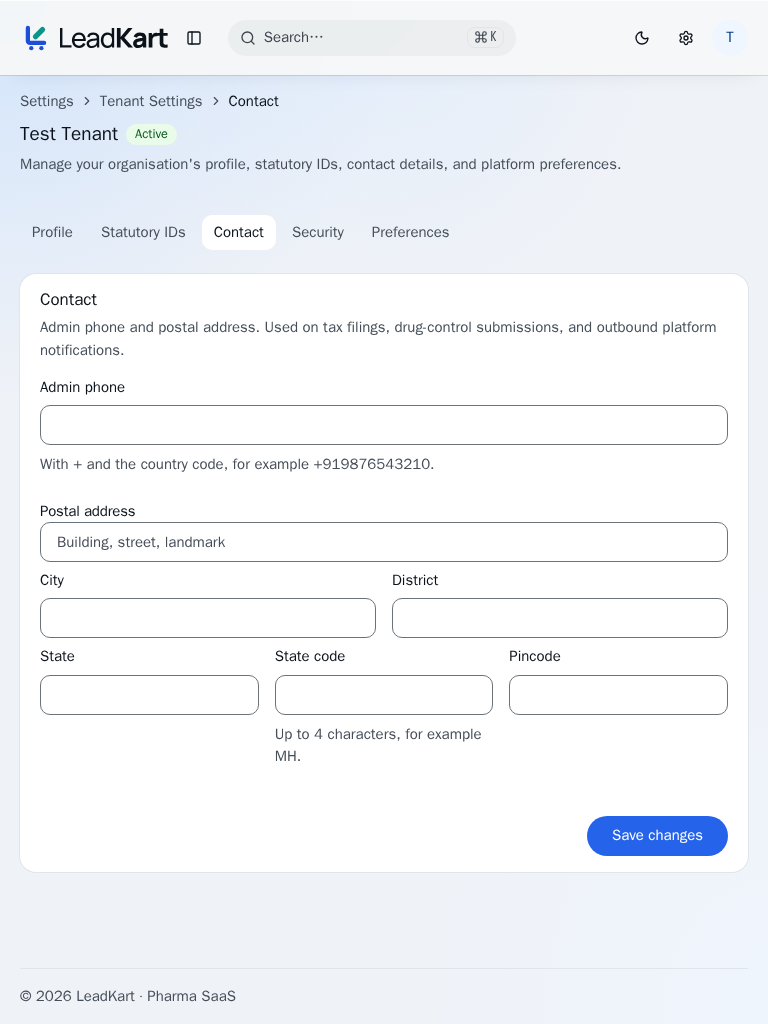 LeadKart
Search⋯
⌘ K
T
Settings
Tenant Settings
Contact
Test Tenant
Active
Manage your organisation's profile, statutory IDs, contact details, and platform preferences.
Profile
Statutory IDs
Contact
Security
Preferences
Contact
Admin phone and postal address. Used on tax filings, drug-control submissions, and outbound platform
notifications.
Admin phone
With + and the country code, for example +919876543210.
Postal address
Building, street, landmark
City
District
State
State code
Pincode
Up to 4 characters, for example
MH.
Save changes
© 2026 LeadKart · Pharma SaaS